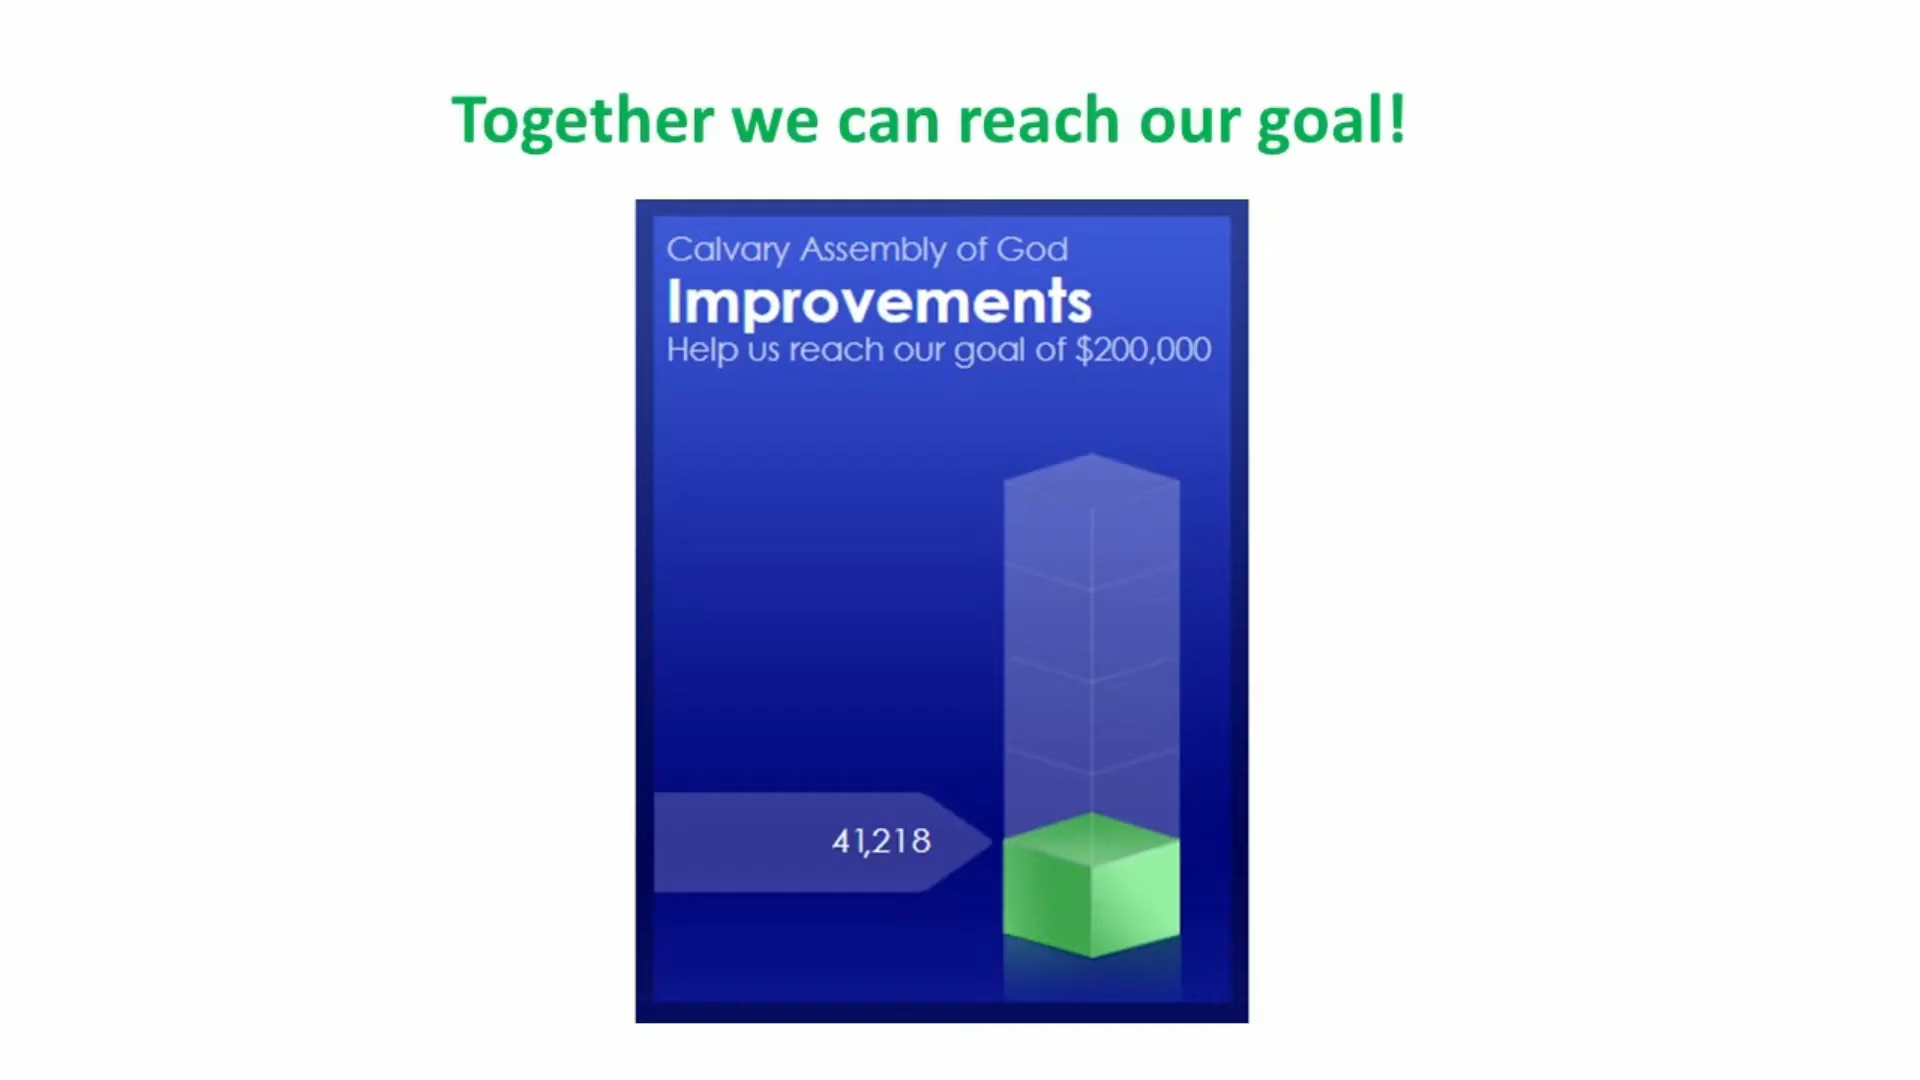 Together we can reach our goal!
Calvary Assembly of God
Improvements
Help us reach our goal of $200,000
41,218